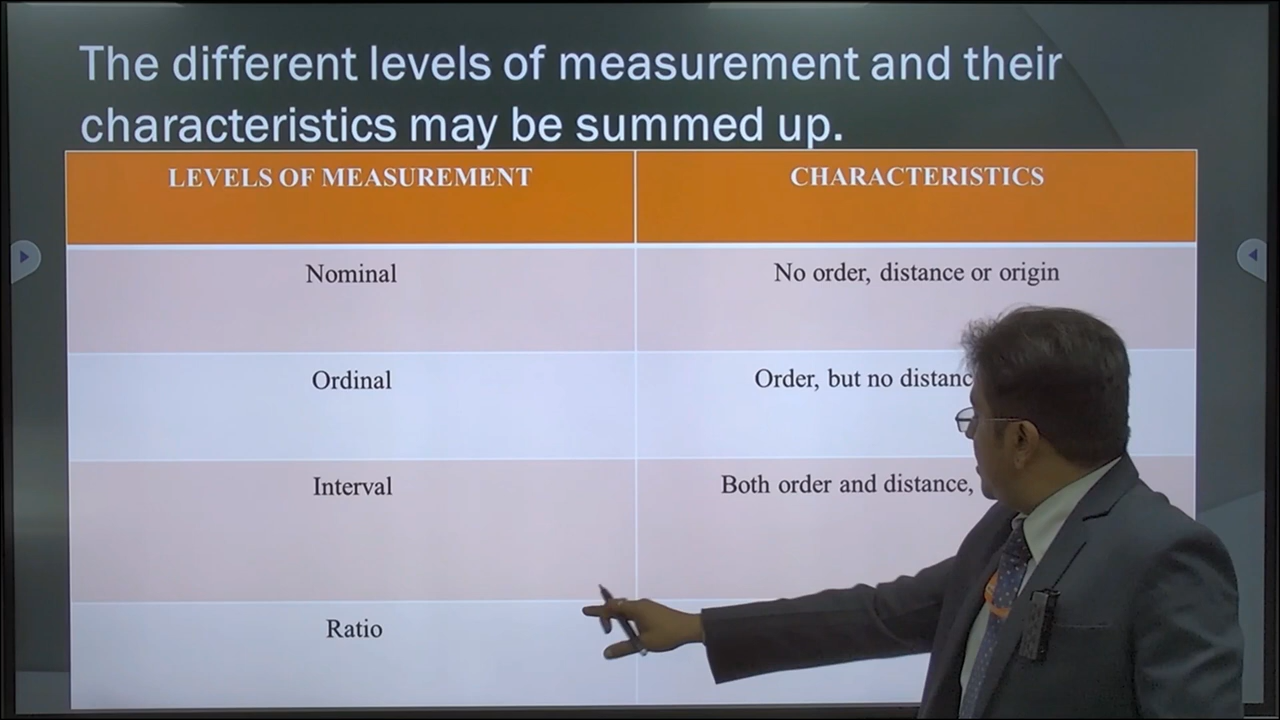 The different levels of measurement and their
characteristics may be summed up.
LEVELS OF MEASUREMENT CHARACTERISTICS
Nominal No order, distance or origin
Ordinal Order, but no
Interval Both order and distance,
Ratio